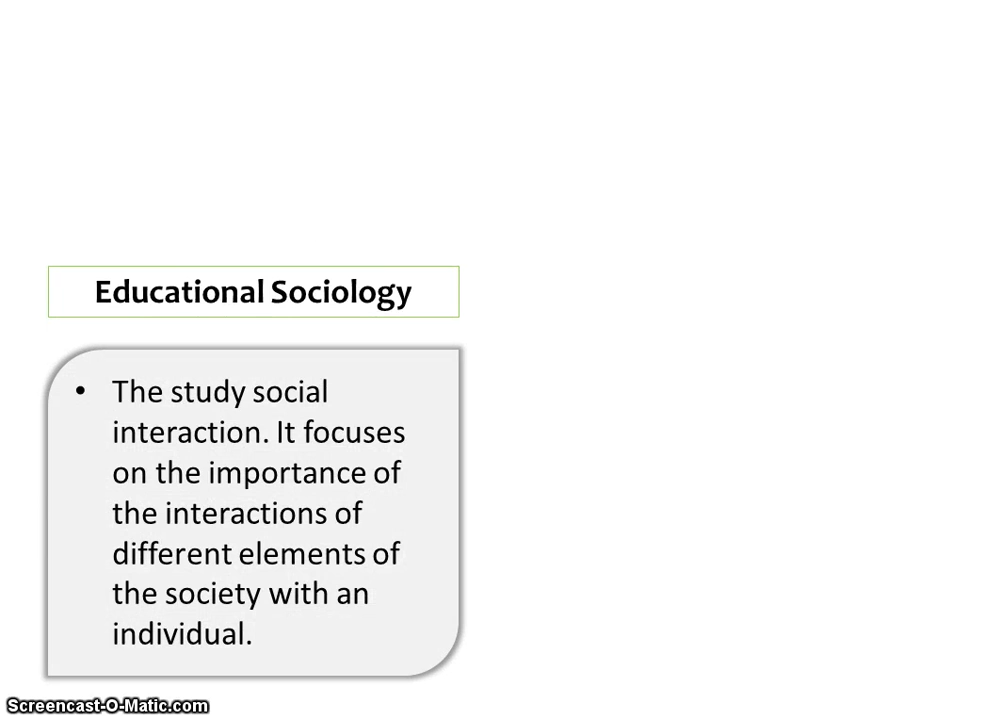 Educational Sociology
• The study social
interaction. It focuses
on the importance of
the interactions of
different elements of
the society with an
individual.
Screencast-O-Matic.com